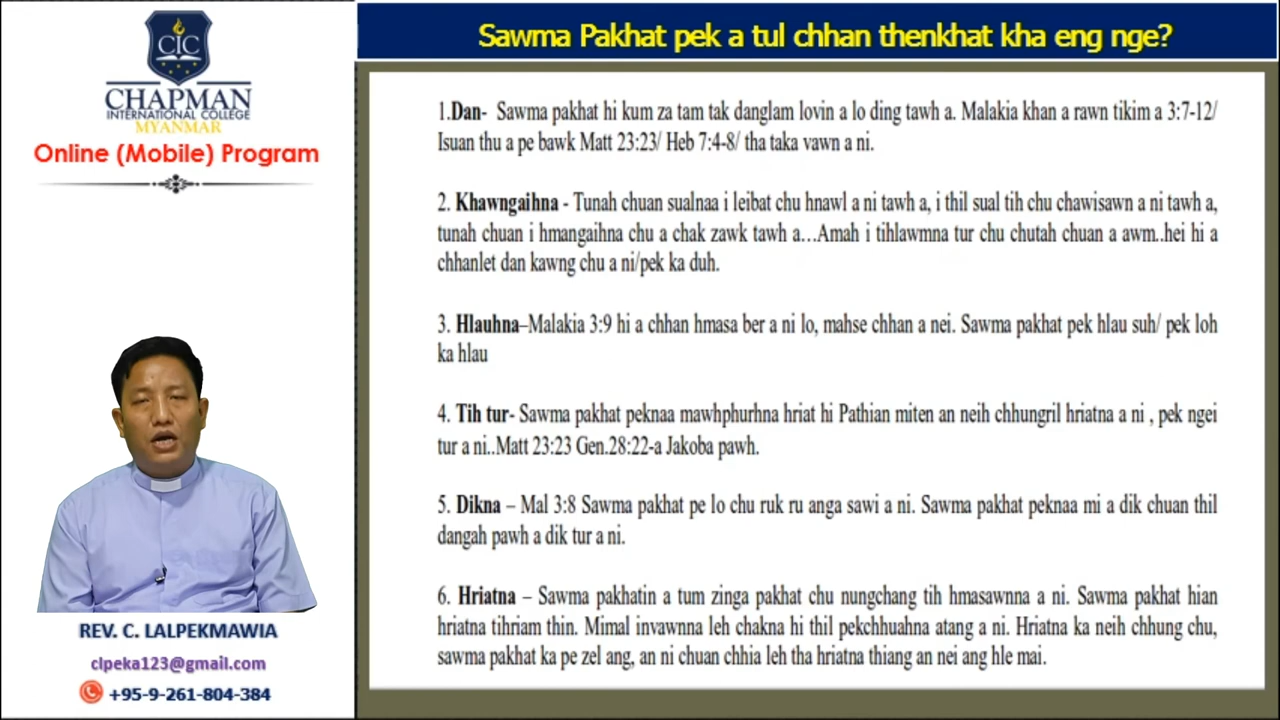 CIC
CHAPMAN
INTERNATIONAL COLLEGE
MYANMAR
Online (Mobile) Program
REV. C. LALPEKMAWIA
clpeka123@gmail.com
+95-9-261-804-384
Sawma Pakhat pek a tul chhan thenkhat kha eng nge?
1.Dan- Sawma pakhat hi kum za tam tak danglam lovin a lo ding tawh a. Malakia khan a rawn tikim a 3:7-12/
Isuan thu a pe bawk Matt 23:23/ Heb 7:4-8/ tha taka vawn a ni.
2. Khawngaihna - Tunah chuan sualnaa i leibat chu hnawl a ni tawh a, i thil sual tih chu chawisawn a ni tawh a,
tunah chuan i hmangaihna chu a chak zawk tawh a…Amah i tihlawmna tur chu chutah chuan a awm..hei hi a
chhanlet dan kawng chu a ni/pek ka duh.
3. Hlauhna–Malakia 3:9 hi a chhan hmasa ber a ni lo, mahse chhan a nei. Sawma pakhat pek hlau suh/ pek loh
ka hlau
4. Tih tur- Sawma pakhat peknaa mawhphurhna hriat hi Pathian miten an neih chhungril hriatna a ni , pek ngei
tur a ni..Matt 23:23 Gen.28:22-a Jakoba pawh.
5. Dikna – Mal 3:8 Sawma pakhat pe lo chu ruk ru anga sawi a ni. Sawma pakhat peknaa mi a dik chuan thil
dangah pawh a dik tur a ni.
6. Hriatna – Sawma pakhatin a tum zinga pakhat chu nungchang tih hmasawnna a ni. Sawma pakhat hian
hriatna tihriam thin. Mimal invawnna leh chakna hi thil pekchhuahna atang a ni. Hriatna ka neih chhung chu,
sawma pakhat ka pe zel ang, an ni chuan chhia leh tha hriatna thiang an nei ang hle mai.